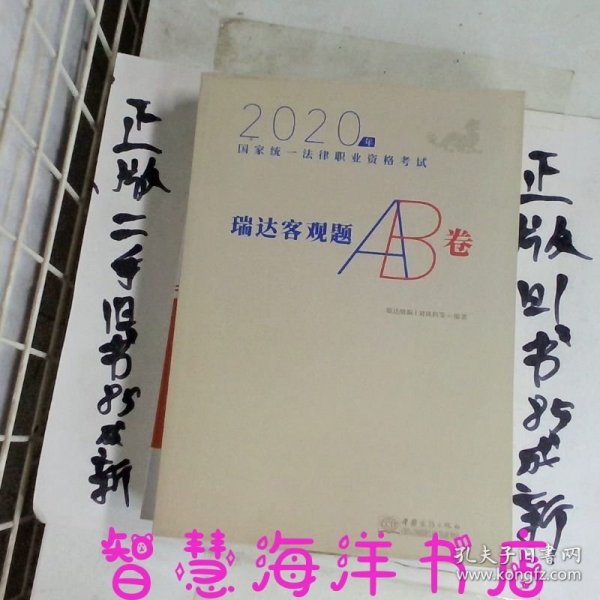 2020年
国家统一法律职业资格考试
瑞达客观题AB卷
正版二手旧书85成新
正版旧书85成新
智慧海洋书店
孔夫子旧书网
www.kongfz.com